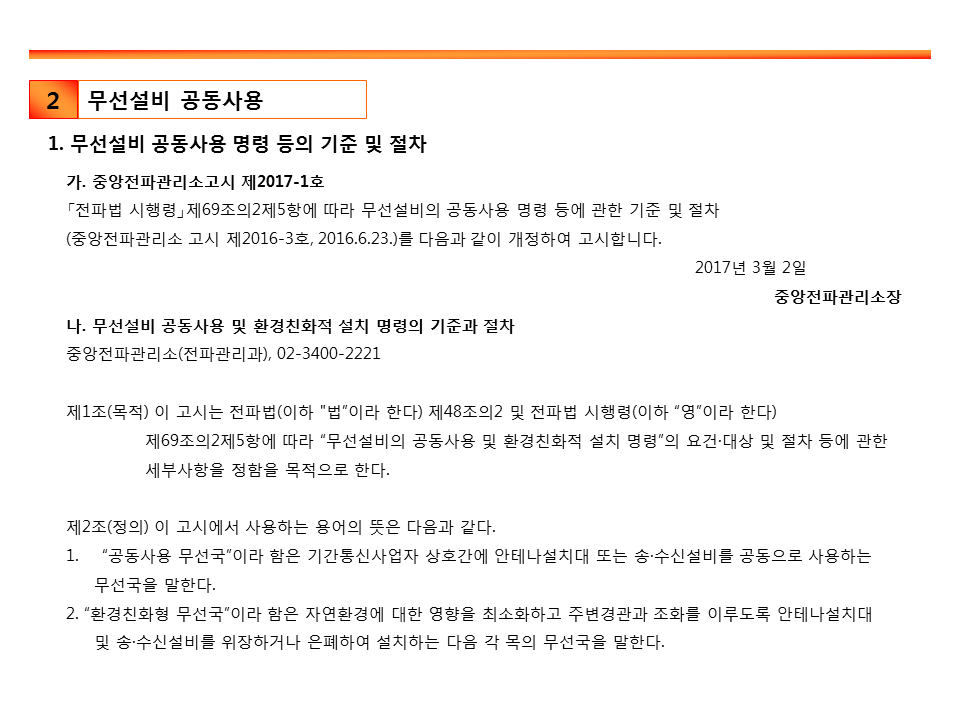 2
무선설비 공동사용
1. 무선설비 공동사용 명령 등의 기준 및 절차
가. 중앙전파관리소고시 제2017-1호
「전파법 시행령」제69조의2제5항에 따라 무선설비의 공동사용 명령 등에 관한 기준 및 절차
(중앙전파관리소 고시 제2016-3호, 2016.6.23.)를 다음과 같이 개정하여 고시합니다.
2017년 3월 2일
중앙전파관리소장
나. 무선설비 공동사용 및 환경친화적 설치 명령의 기준과 절차
중앙전파관리소(전파관리과), 02-3400-2221
제1조(목적) 이 고시는 전파법(이하 "법”이라 한다) 제48조의2 및 전파법 시행령(이하 “영”이라 한다)
제69조의2제5항에 따라 “무선설비의 공동사용 및 환경친화적 설치 명령”의 요건·대상 및 절차 등에 관한
세부사항을 정함을 목적으로 한다.
제2조(정의) 이 고시에서 사용하는 용어의 뜻은 다음과 같다.
1. “공동사용 무선국”이라 함은 기간통신사업자 상호간에 안테나설치대 또는 송·수신설비를 공동으로 사용하는
무선국을 말한다.
2. “환경친화형 무선국”이라 함은 자연환경에 대한 영향을 최소화하고 주변경관과 조화를 이루도록 안테나설치대
및 송·수신설비를 위장하거나 은폐하여 설치하는 다음 각 목의 무선국을 말한다.